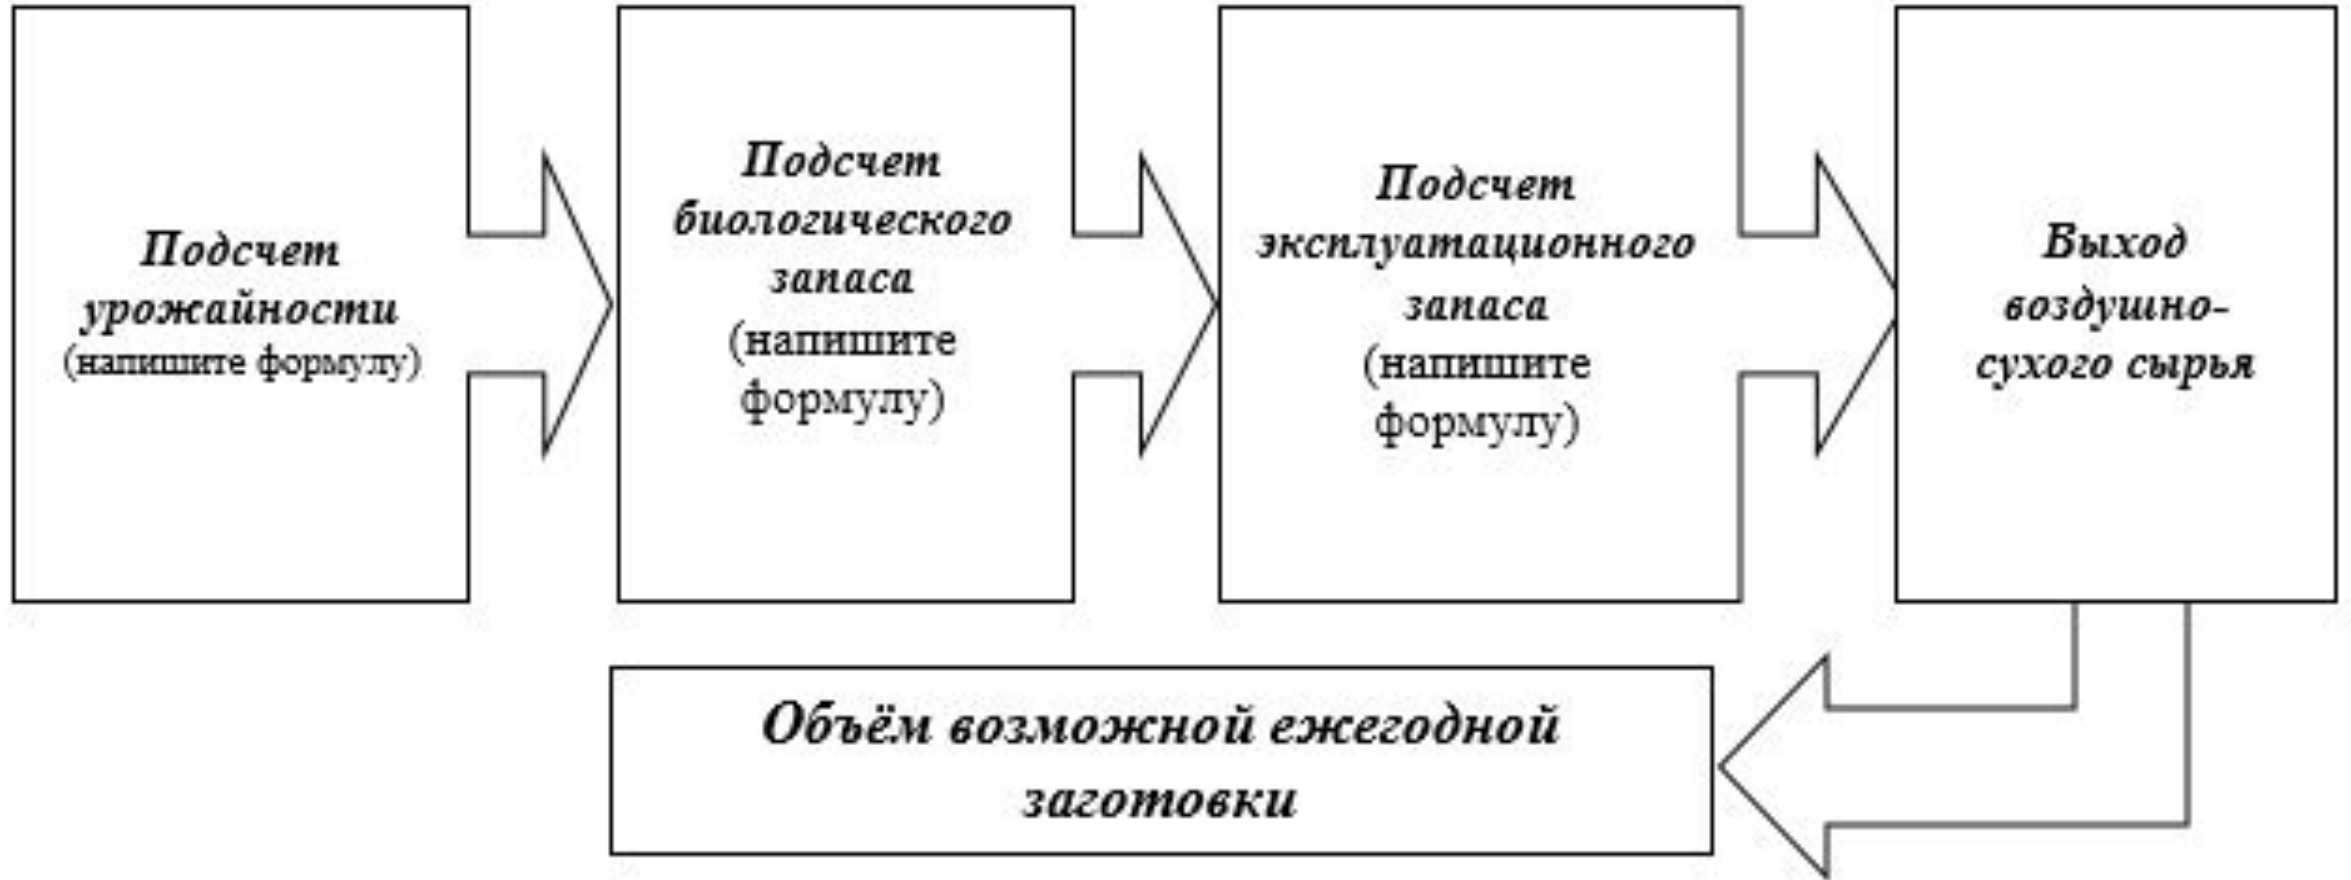 Подсчет
урожайности
(напишите формулу)
Подсчет
биологического
запаса
(напишите
формулу)
Подсчет
эксплуатационного
запаса
(напишите
формулу)
Выход
воздушно-
сухого сырья
Объём возможной ежегодной
заготовки